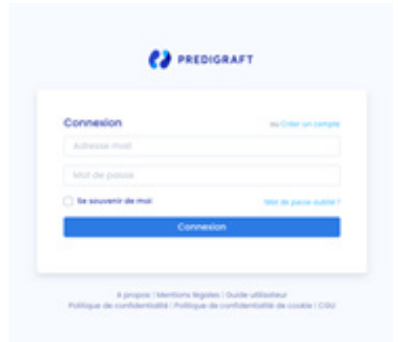 PREDIGRAFT
Connexion
ou Créer un compte
Adresse mail
Mot de passe
Se souvenir de moi
Mot de passe oublié ?
Connexion
A propos | Mentions légales | Guide utilisateur
Politique de confidentialité | Politique de confidentialité de cookie | CGU